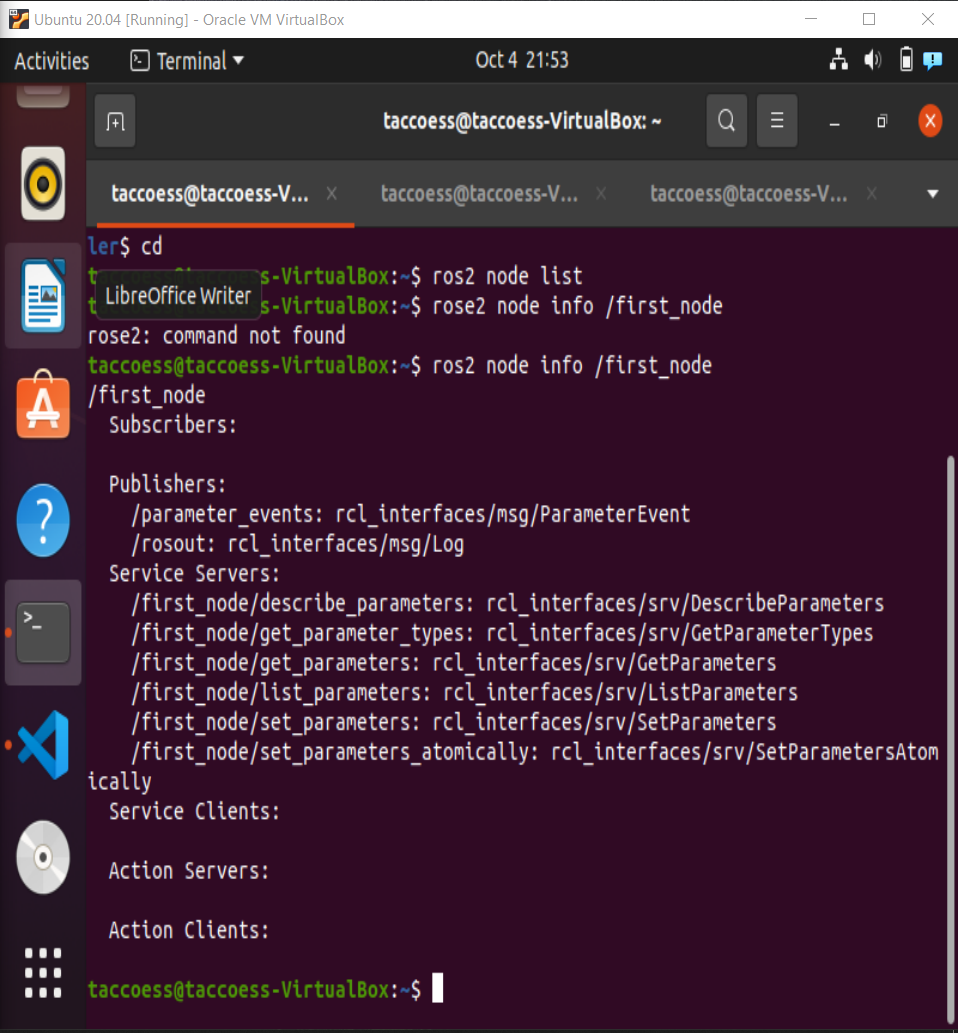 Ubuntu 20.04 [Running] - Oracle VM VirtualBox
Activities Terminal Oct 4 21:53
taccoess@taccoess-VirtualBox: ~
taccoess@taccoess-V... taccoess@taccoess-V... taccoess@taccoess-V...
ler$ cd
s-VirtualBox:~$ ros2 node list
LibreOffice Writer
s-VirtualBox:~$ rose2 node info /first_node
rose2: command not found
taccoess@taccoess-VirtualBox:~$ ros2 node info /first_node
/first_node
Subscribers:
Publishers:
/parameter_events: rcl_interfaces/msg/ParameterEvent
/rosout: rcl_interfaces/msg/Log
Service Servers:
/first_node/describe_parameters: rcl_interfaces/srv/DescribeParameters
/first_node/get_parameter_types: rcl_interfaces/srv/GetParameterTypes
/first_node/get_parameters: rcl_interfaces/srv/GetParameters
/first_node/list_parameters: rcl_interfaces/srv/ListParameters
/first_node/set_parameters: rcl_interfaces/srv/SetParameters
/first_node/set_parameters_atomically: rcl_interfaces/srv/SetParametersAtom
ically
Service Clients:
Action Servers:
Action Clients:
taccoess@taccoess-VirtualBox:~$